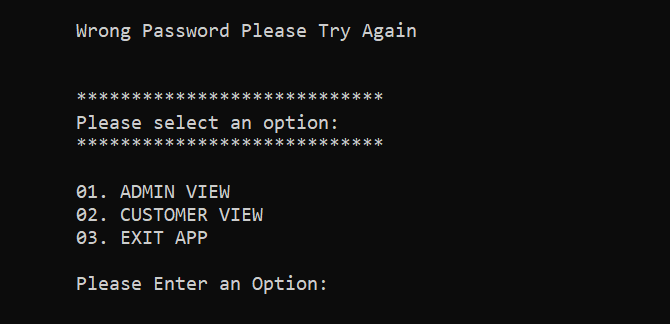 Wrong Password Please Try Again
****************************
Please select an option:
****************************
01. ADMIN VIEW
02. CUSTOMER VIEW
03. EXIT APP
Please Enter an Option: